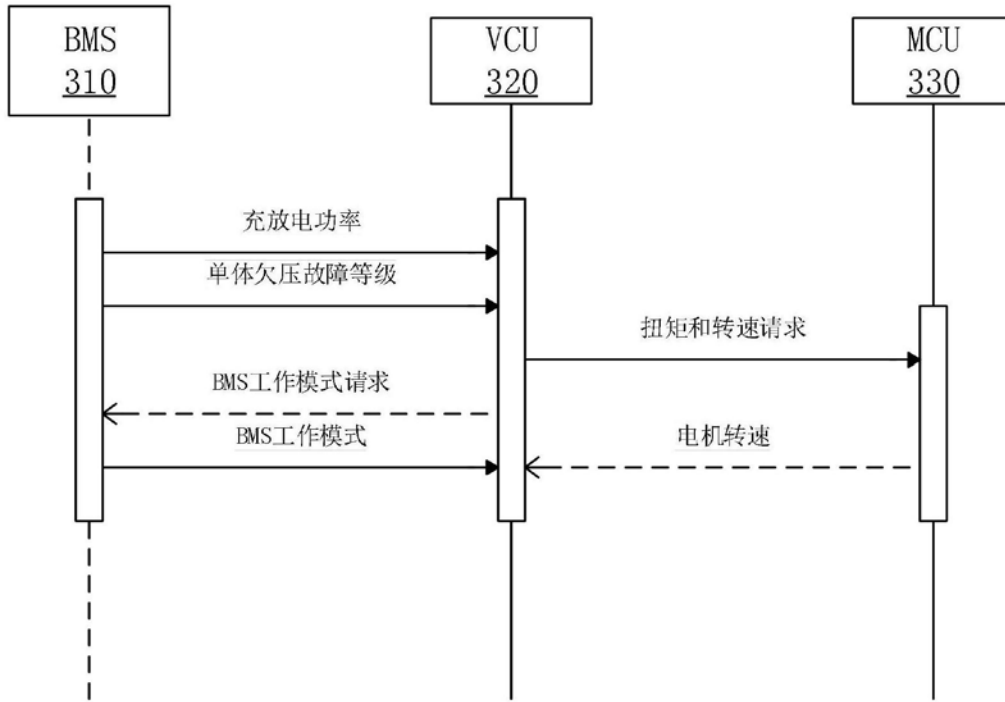 BMS
310
VCU
320
MCU
330
充放电功率
单体欠压故障等级
扭矩和转速请求
BMS工作模式请求
BMS工作模式
电机转速